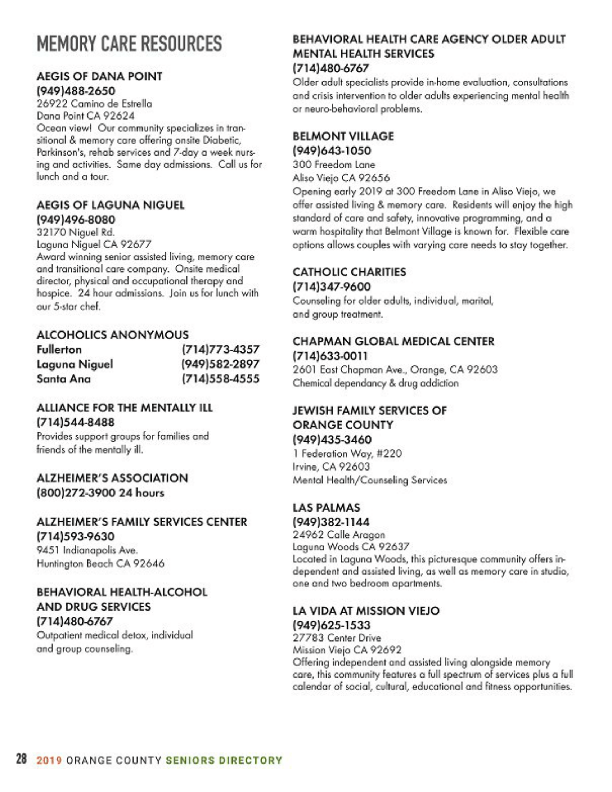 MEMORY CARE RESOURCES
AEGIS OF DANA POINT
(949)488-2650
26922 Camino de Estrella
Dana Point CA 92624
Ocean view!  Our community specializes in tran-
sitional & memory care offering onsite Diabetic,
Parkinson's, rehab services and 7-day a week nurs-
ing and activities.  Same day admissions.  Call us for
lunch and a tour.
AEGIS OF LAGUNA NIGUEL
(949)496-8080
32170 Niguel Rd.
Laguna Niguel CA 92677
Award winning senior assisted living, memory care
and transitional care company.  Onsite medical
director, physical and occupational therapy and
hospice.  24 hour admissions.  Join us for lunch with
our 5-star chef.
ALCOHOLICS ANONYMOUS
Fullerton (714)773-4357
Laguna Niguel (949)582-2897
Santa Ana (714)558-4555
ALLIANCE FOR THE MENTALLY ILL
(714)544-8488
Provides support groups for families and
friends of the mentally ill.
ALZHEIMER'S ASSOCIATION
(800)272-3900 24 hours
ALZHEIMER'S FAMILY SERVICES CENTER
(714)593-9630
9451 Indianapolis Ave.
Huntington Beach CA 92646
BEHAVIORAL HEALTH-ALCOHOL
AND DRUG SERVICES
(714)480-6767
Outpatient medical detox, individual
and group counseling.
BEHAVIORAL HEALTH CARE AGENCY OLDER ADULT
MENTAL HEALTH SERVICES
(714)480-6767
Older adult specialists provide in-home evaluation, consultations
and crisis intervention to older adults experiencing mental health
or neuro-behavioral problems.
BELMONT VILLAGE
(949)643-1050
300 Freedom Lane
Aliso Viejo CA 92656
Opening early 2019 at 300 Freedom Lane in Aliso Viejo, we
offer assisted living & memory care.  Residents will enjoy the high
standard of care and safety, innovative programming, and a
warm hospitality that Belmont Village is known for.  Flexible care
options allows couples with varying care needs to stay together.
CATHOLIC CHARITIES
(714)347-9600
Counseling for older adults, individual, marital,
and group treatment.
CHAPMAN GLOBAL MEDICAL CENTER
(714)633-0011
2601 East Chapman Ave., Orange, CA 92603
Chemical dependancy & drug addiction
JEWISH FAMILY SERVICES OF
ORANGE COUNTY
(949)435-3460
1 Federation Way, #220
Irvine, CA 92603
Mental Health/Counseling Services
LAS PALMAS
(949)382-1144
24962 Calle Aragon
Laguna Woods CA 92637
Located in Laguna Woods, this picturesque community offers in-
dependent and assisted living, as well as memory care in studio,
one and two bedroom apartments.
LA VIDA AT MISSION VIEJO
(949)625-1533
27783 Center Drive
Mission Viejo CA 92692
Offering independent and assisted living alongside memory
care, this community features a full spectrum of services plus a full
calendar of social, cultural, educational and fitness opportunities.
28 2019 ORANGE COUNTY SENIORS DIRECTORY